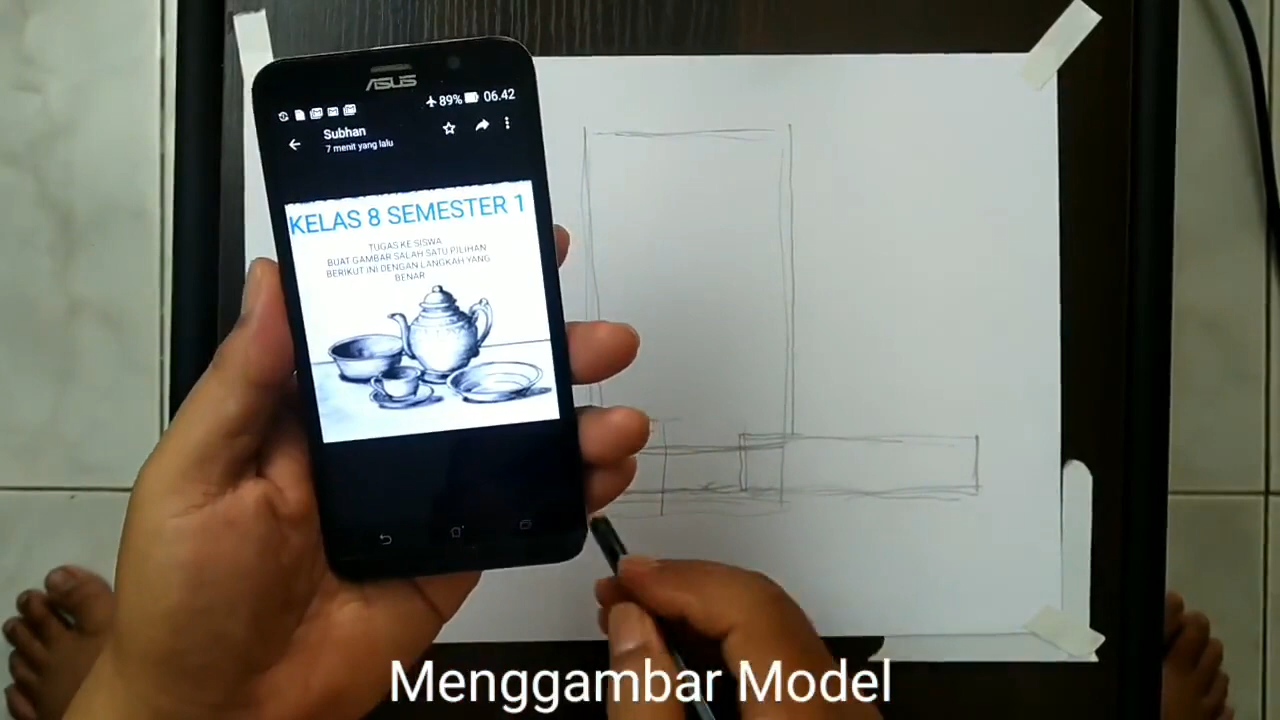 ASUS
89% 06.42
Subhan
7 menit yang lalu
KELAS 8 SEMESTER 1
TUGAS KE SISWA
BUAT GAMBAR SALAH SATU PILIHAN
BERIKUT INI DENGAN LANGKAH YANG
BENAR
Menggambar Model